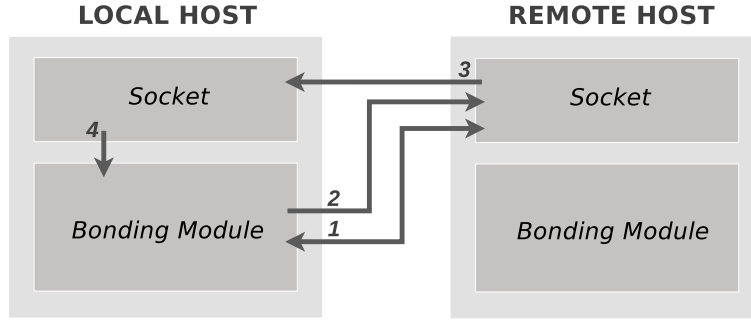 LOCAL HOST
REMOTE HOST
3
Socket
Socket
4
2
1
Bonding Module
Bonding Module